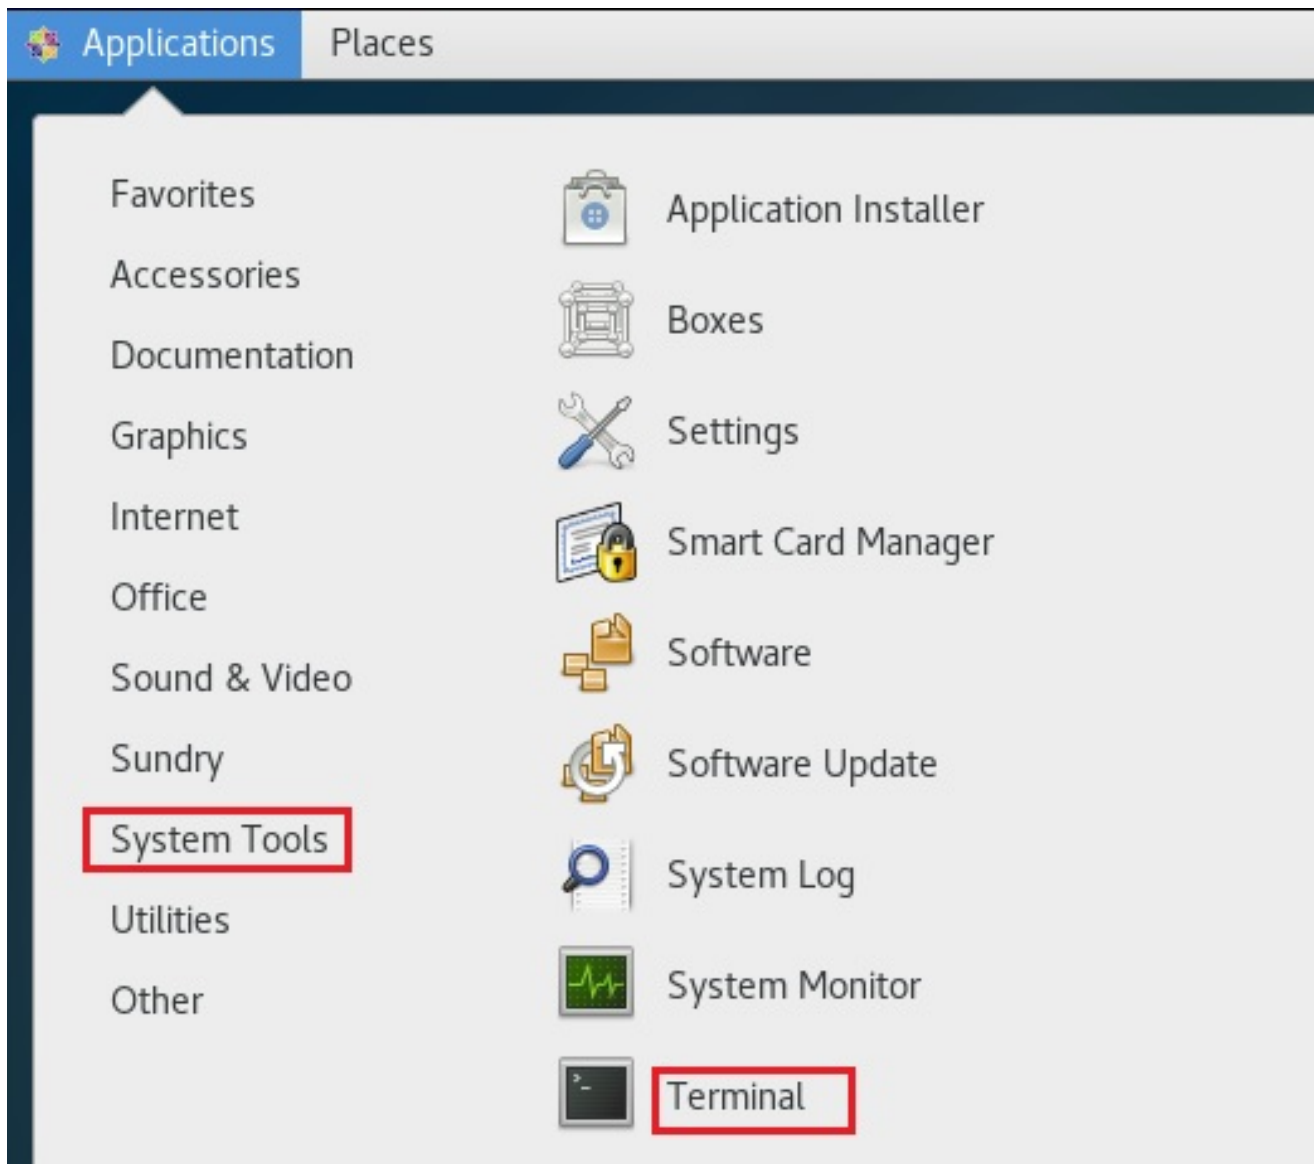 Applications Places
Favorites
Accessories
Documentation
Graphics
Internet
Office
Sound & Video
Sundry
System Tools
Utilities
Other
Application Installer
Boxes
Settings
Smart Card Manager
Software
Software Update
System Log
System Monitor
Terminal